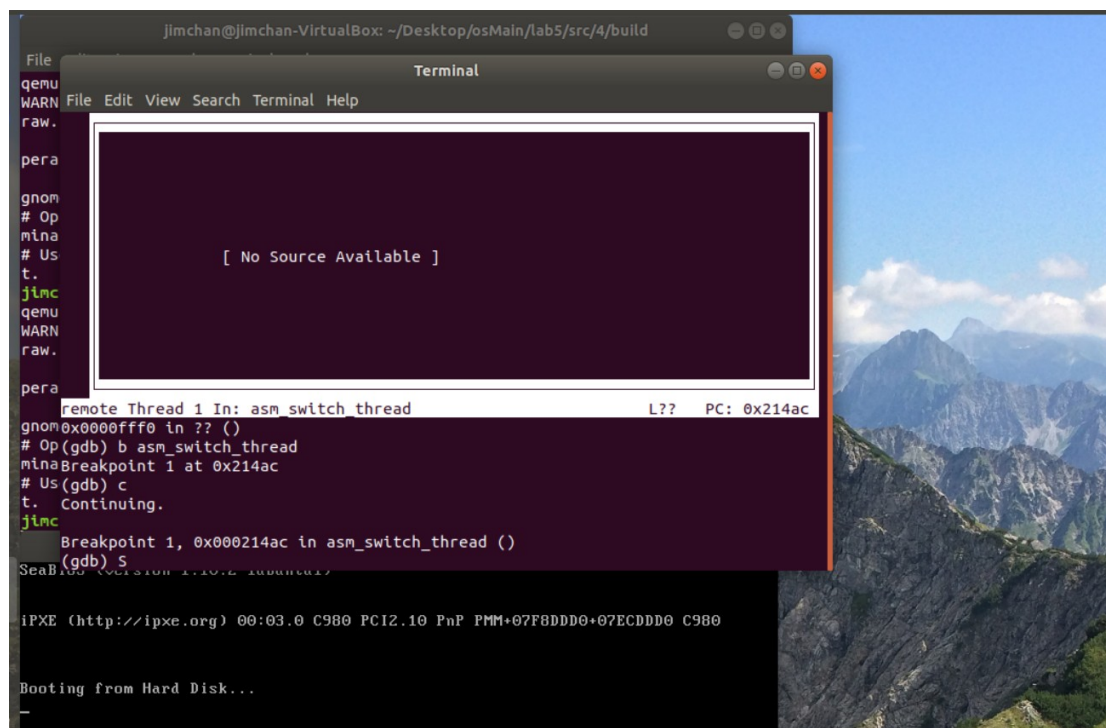 jimchan@jimchan-VirtualBox: ~/Desktop/osMain/lab5/src/4/build
File
Terminal
qemu
WARN
File Edit View Search Terminal Help
raw.
pera
gnom
# Op
mina
# Us
[ No Source Available ]
t.
jimc
qemu
WARN
raw.
pera
remote Thread 1 In: asm_switch_thread L?? PC: 0x214ac
gnom
0x0000fff0 in ?? ()
# Op
(gdb) b asm_switch_thread
mina
Breakpoint 1 at 0x214ac
# Us
(gdb) c
t.
Continuing.
jimc
Breakpoint 1, 0x000214ac in asm_switch_thread ()
(gdb) S
iPXE (http://ipxe.org) 00:03.0 C980 PCI2.10 PnP PMM+07F8DDD0+07ECDDD0 C980
Booting from Hard Disk...